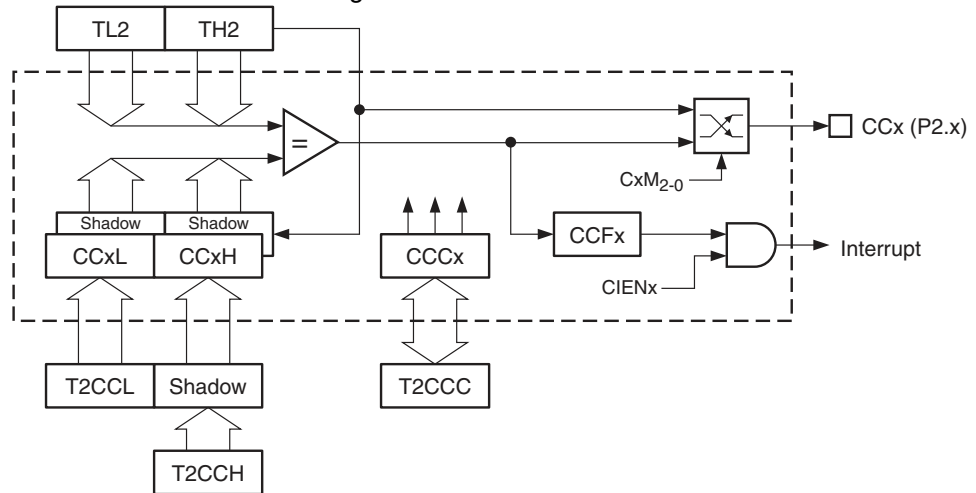 TL2 TH2
=
CCx (P2.x)
CxM2-0
Shadow Shadow
CCxL CCxH
CCCx
CCFx
Interrupt
CIENx
T2CCL Shadow
T2CCC
T2CCH